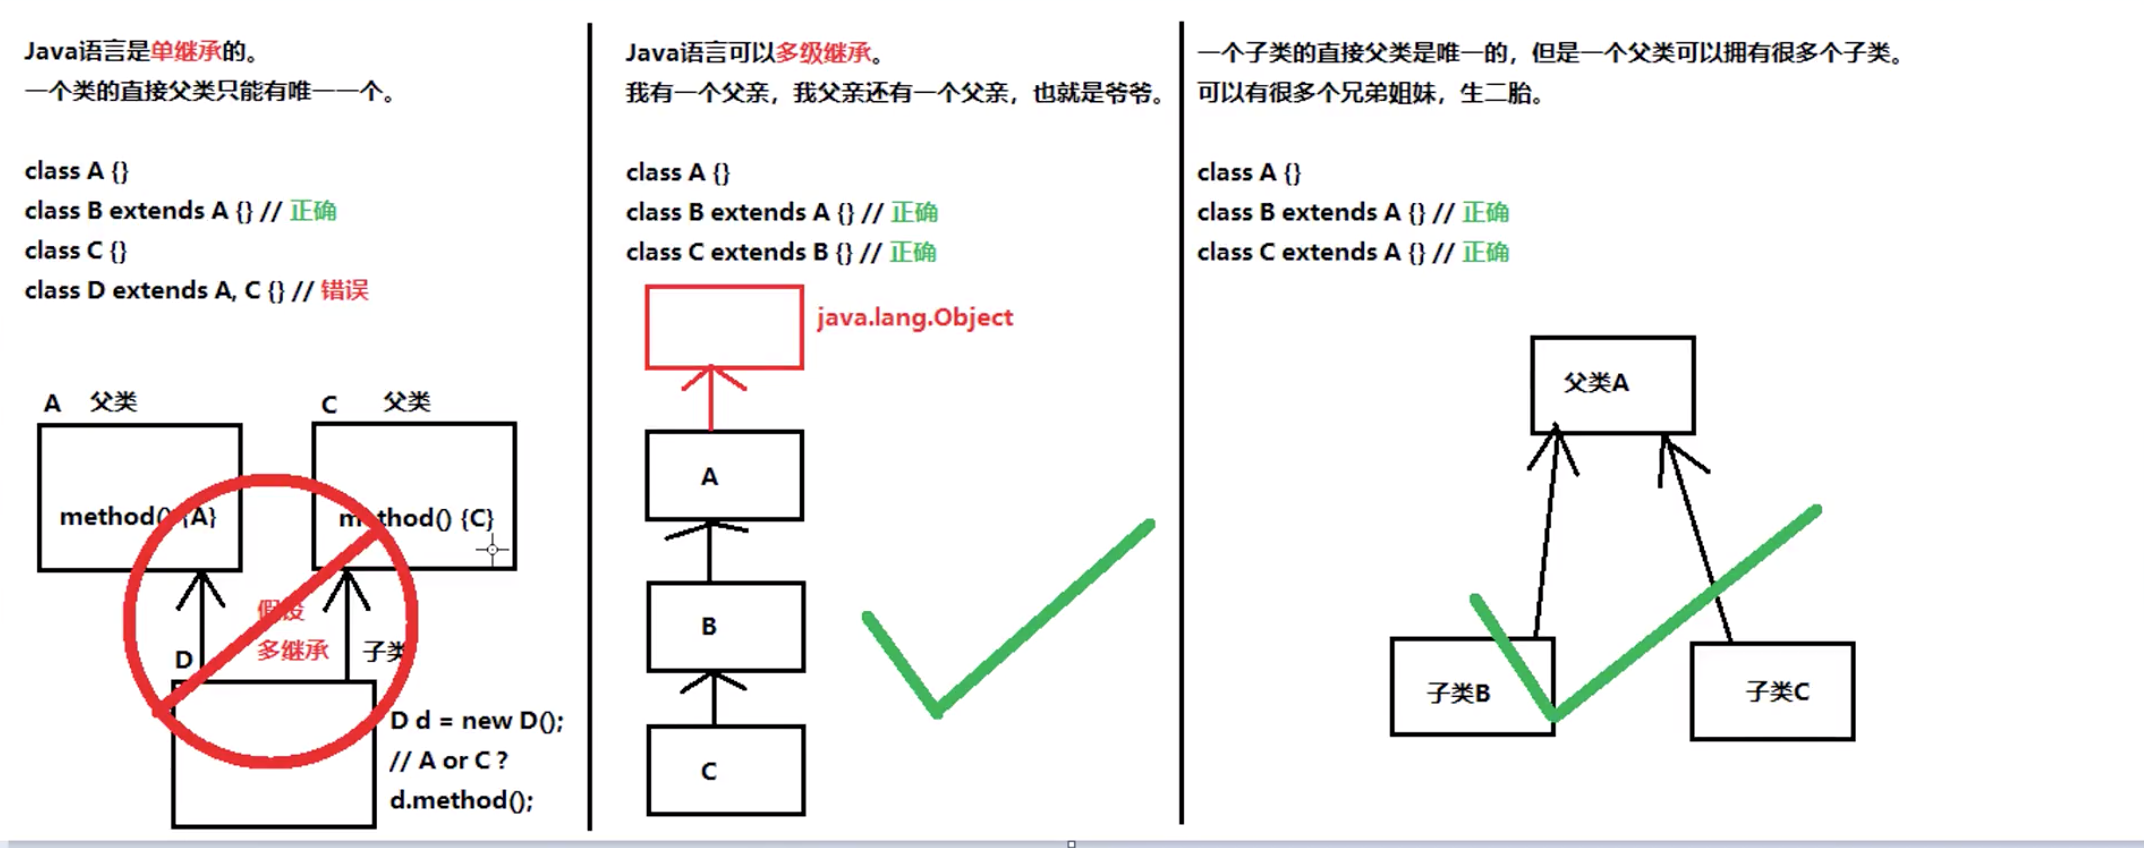 Java语言是单继承的。
一个类的直接父类只能有唯一一个。
class A {}
class B extends A {} // 正确
class C {}
class D extends A, C {} // 错误
A 父类
C 父类
method() {A}
method() {C}
假设
多继承
D
子类
D d = new D();
// A or C ?
d.method();
Java语言可以多级继承。
我有一个父亲，我父亲还有一个父亲，也就是爷爷。
class A {}
class B extends A {} // 正确
class C extends B {} // 正确
java.lang.Object
A
B
C
一个子类的直接父类是唯一的，但是一个父类可以拥有很多个子类。
可以有很多个兄弟姐妹，生二胎。
class A {}
class B extends A {} // 正确
class C extends A {} // 正确
父类A
子类B
子类C